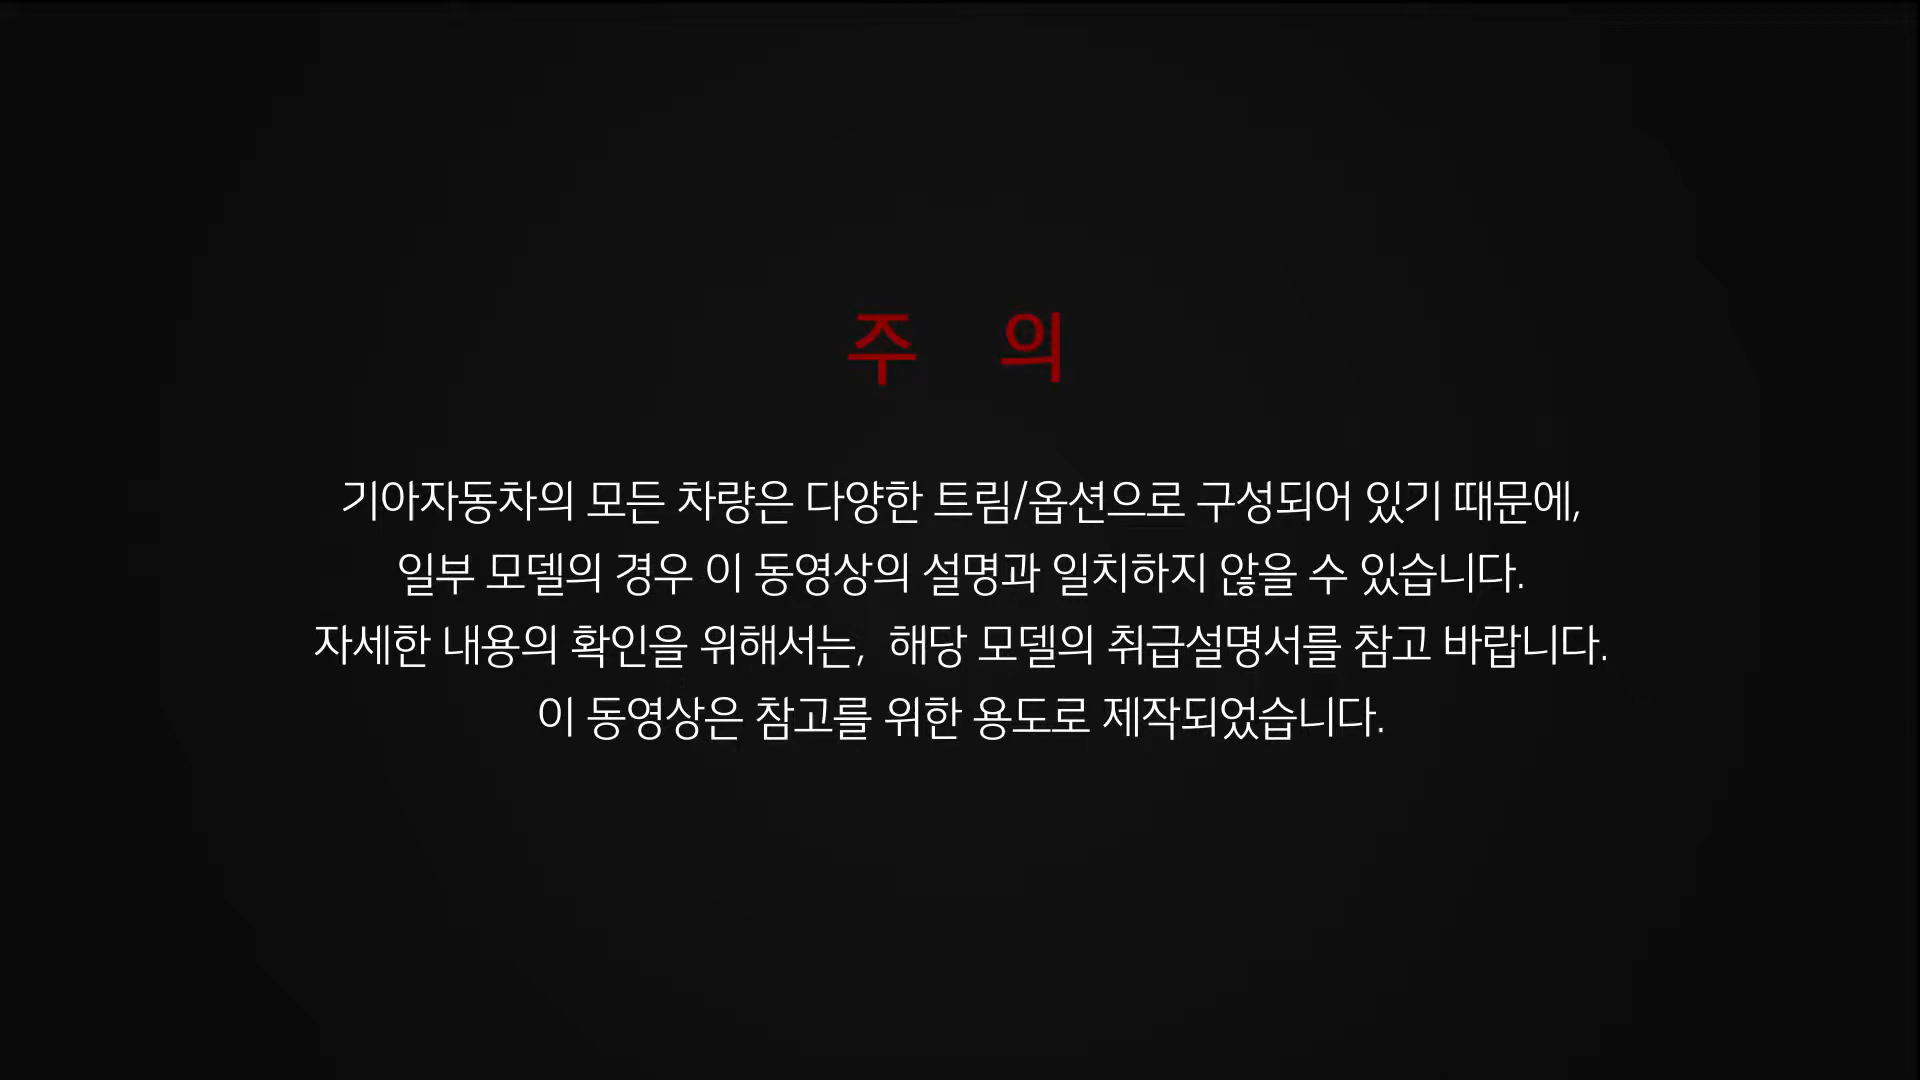 주 의
기아자동차의 모든 차량은 다양한 트림/옵션으로 구성되어 있기 때문에,
일부 모델의 경우 이 동영상의 설명과 일치하지 않을 수 있습니다.
자세한 내용의 확인을 위해서는, 해당 모델의 취급설명서를 참고 바랍니다.
이 동영상은 참고를 위한 용도로 제작되었습니다.